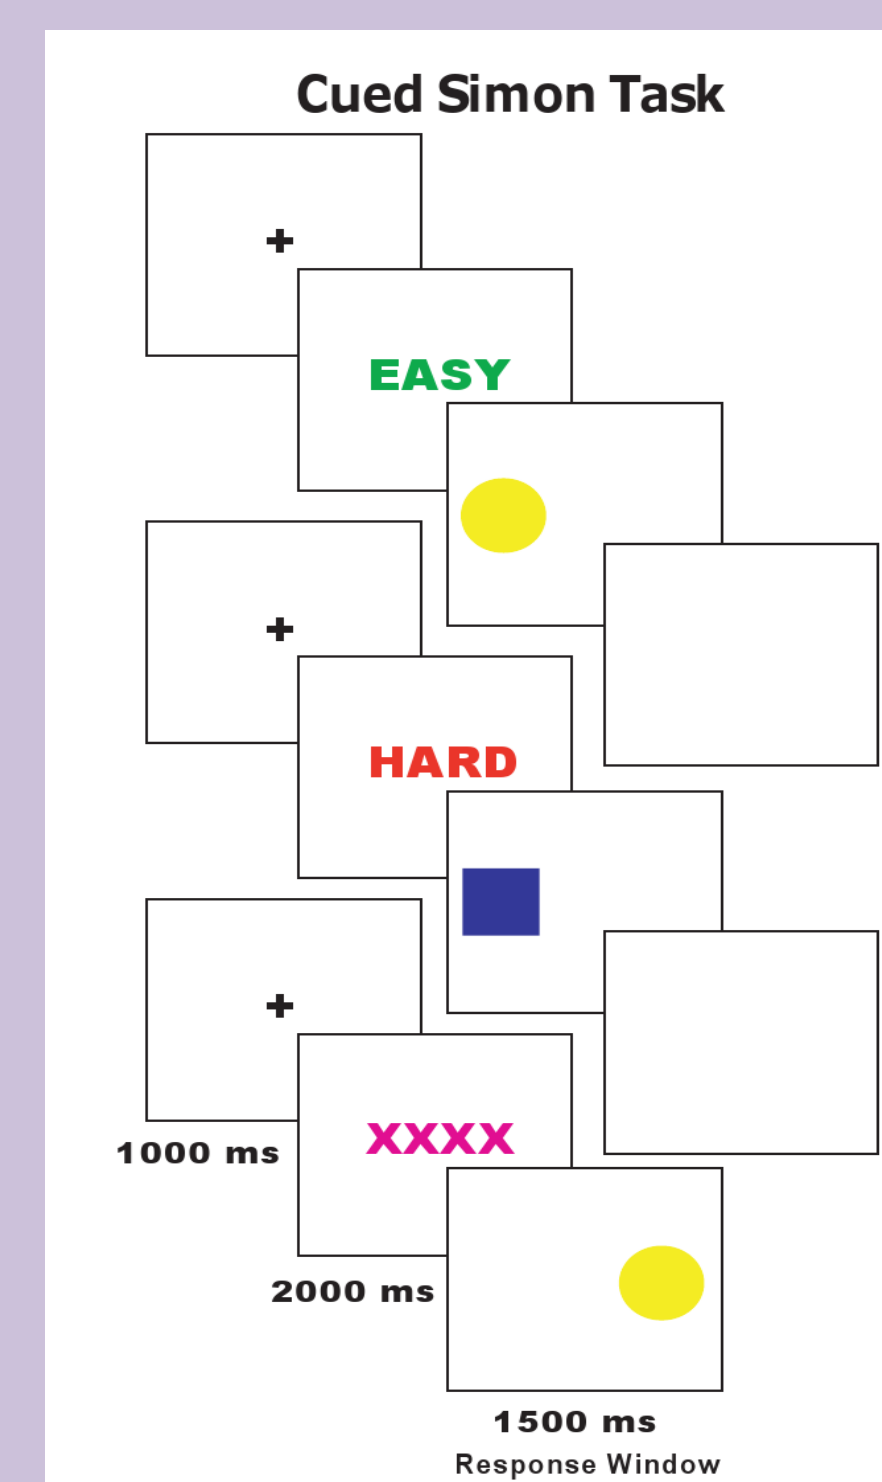 Cued Simon Task
EASY
HARD
XXXX
1000 ms
2000 ms
1500 ms
Response Window